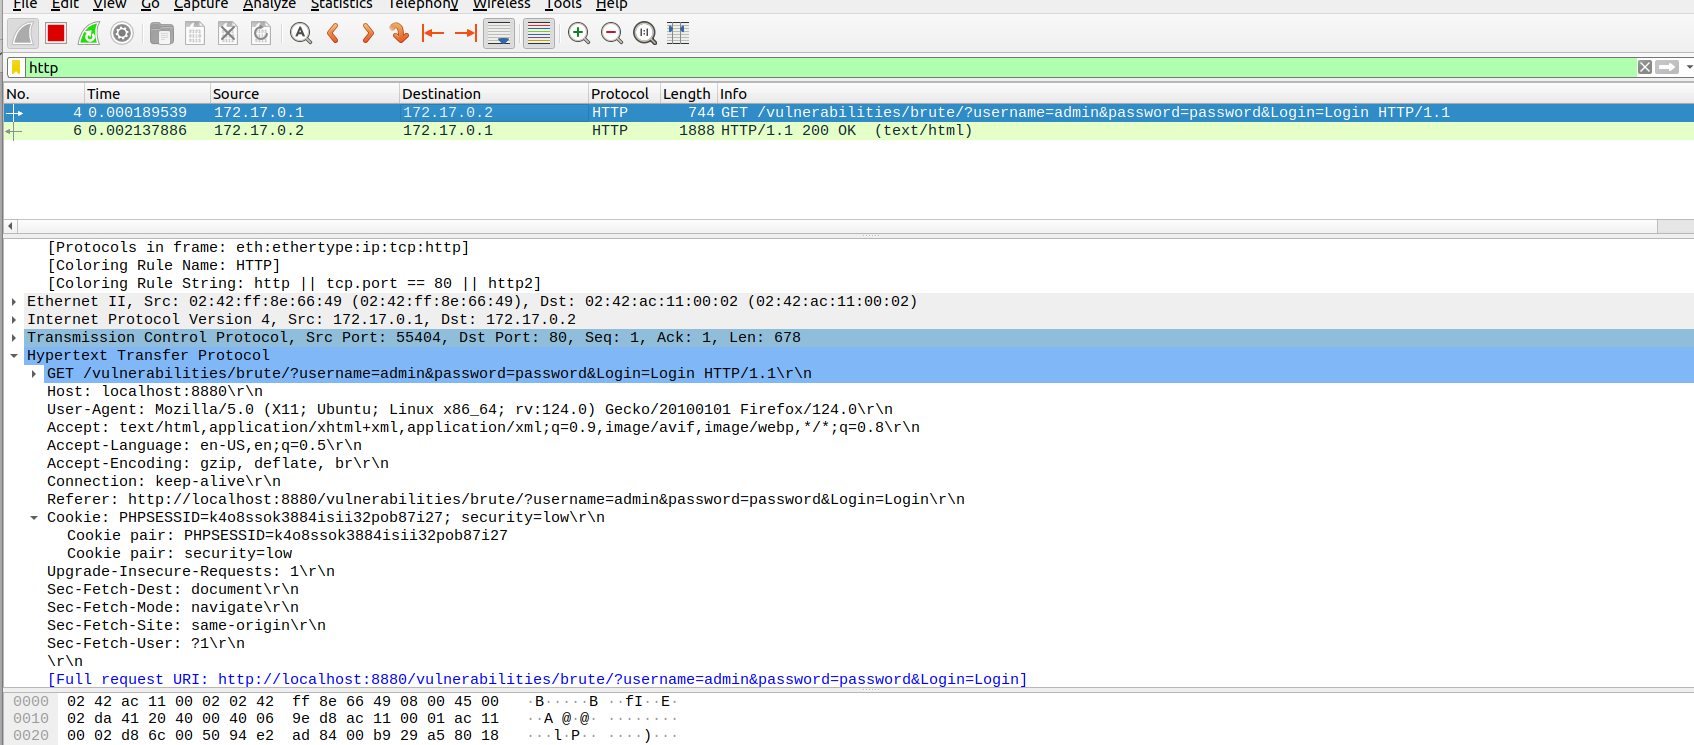 File Edit View Go Capture Analyze Statistics Telephony Wireless Tools Help
http
No. Time Source Destination Protocol Length Info
4 0.000189539 172.17.0.1 172.17.0.2 HTTP 744 GET /vulnerabilities/brute/?username=admin&password=password&Login=Login HTTP/1.1
6 0.002137886 172.17.0.2 172.17.0.1 HTTP 1888 HTTP/1.1 200 OK (text/html)
[Protocols in frame: eth:ethertype:ip:tcp:http]
[Coloring Rule Name: HTTP]
[Coloring Rule String: http || tcp.port == 80 || http2]
Ethernet II, Src: 02:42:ff:8e:66:49 (02:42:ff:8e:66:49), Dst: 02:42:ac:11:00:02 (02:42:ac:11:00:02)
Internet Protocol Version 4, Src: 172.17.0.1, Dst: 172.17.0.2
Transmission Control Protocol, Src Port: 55404, Dst Port: 80, Seq: 1, Ack: 1, Len: 678
Hypertext Transfer Protocol
GET /vulnerabilities/brute/?username=admin&password=password&Login=Login HTTP/1.1\r\n
Host: localhost:8880\r\n
User-Agent: Mozilla/5.0 (X11; Ubuntu; Linux x86_64; rv:124.0) Gecko/20100101 Firefox/124.0\r\n
Accept: text/html,application/xhtml+xml,application/xml;q=0.9,image/avif,image/webp,*/*;q=0.8\r\n
Accept-Language: en-US,en;q=0.5\r\n
Accept-Encoding: gzip, deflate, br\r\n
Connection: keep-alive\r\n
Referer: http://localhost:8880/vulnerabilities/brute/?username=admin&password=password&Login=Login\r\n
Cookie: PHPSESSID=k4o8ssok3884isii32pob87i27; security=low\r\n
Cookie pair: PHPSESSID=k4o8ssok3884isii32pob87i27
Cookie pair: security=low
Upgrade-Insecure-Requests: 1\r\n
Sec-Fetch-Dest: document\r\n
Sec-Fetch-Mode: navigate\r\n
Sec-Fetch-Site: same-origin\r\n
Sec-Fetch-User: ?1\r\n
\r\n
[Full request URI: http://localhost:8880/vulnerabilities/brute/?username=admin&password=password&Login=Login]
0000 02 42 ac 11 00 02 02 42 ff 8e 66 49 08 00 45 00 ·B·····B ··fI··E·
0010 02 da 41 20 40 00 40 06 9e d8 ac 11 00 01 ac 11 ··A @·@· ········
0020 00 02 d8 6c 00 50 94 e2 ad 84 00 b9 29 a5 80 18 ···l·P·· ····)···